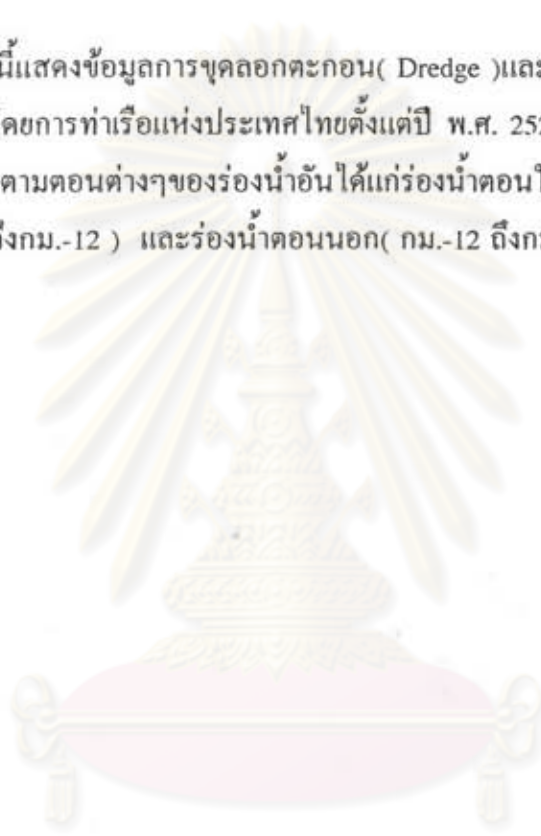 นี้แสดงข้อมูลการขุดลอกตะกอน( Dredge )และ
โดยการท่าเรือแห่งประเทศไทยตั้งแต่ปี พ.ศ. 25
ตามตอนต่างๆของร่องน้ำอันได้แก่ร่องน้ำตอนใ
ถึงกม.-12 ) และร่องน้ำตอนนอก( กม.-12 ถึงกม